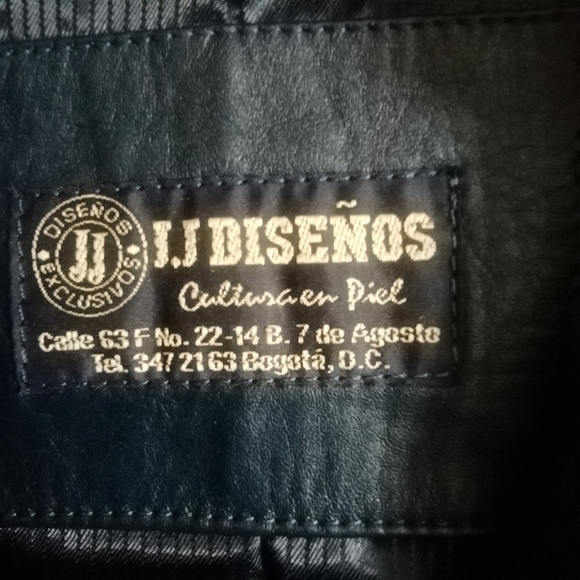 DISEÑOS
JJ
EXCLUSIVOS
J.J DISEÑOS
Cultura en Piel
Calle 63 F No. 22-14 B. 7 de Agosto
Tel. 347 21 63 Bogotá, D.C.